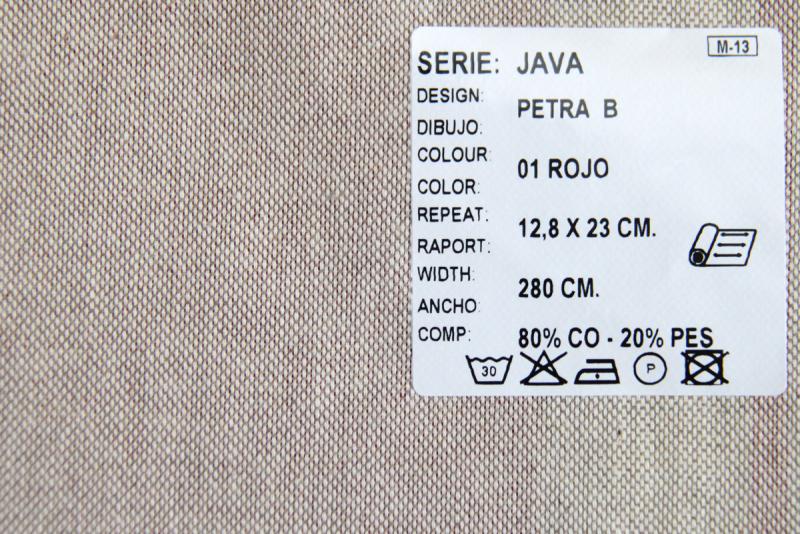 M-13
SERIE: JAVA
DESIGN:
PETRA B
DIBUJO:
COLOUR:
01 ROJO
COLOR:
REPEAT:
12,8 X 23 CM.
RAPORT:
WIDTH:
280 CM.
ANCHO:
COMP: 80% CO - 20% PES
30 P